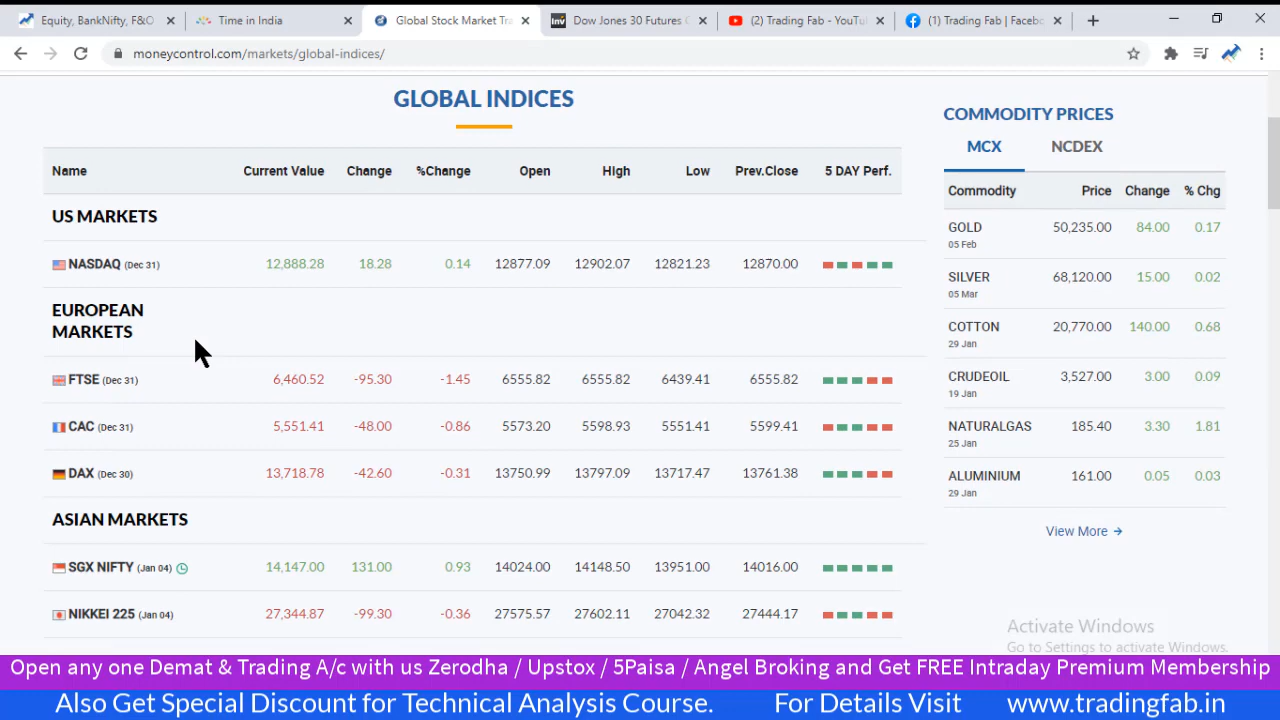 Equity, BankNifty, F&O
Time in India
Global Stock Market Tra
Dow Jones 30 Futures C
(2) Trading Fab - YouTu
(1) Trading Fab | Facebo
moneycontrol.com/markets/global-indices/
GLOBAL INDICES
Name Current Value Change %Change Open High Low Prev.Close 5 DAY Perf.
US MARKETS
NASDAQ (Dec 31) 12,888.28 18.28 0.14 12877.09 12902.07 12821.23 12870.00
EUROPEAN
MARKETS
FTSE (Dec 31) 6,460.52 -95.30 -1.45 6555.82 6555.82 6439.41 6555.82
CAC (Dec 31) 5,551.41 -48.00 -0.86 5573.20 5598.93 5551.41 5599.41
DAX (Dec 30) 13,718.78 -42.60 -0.31 13750.99 13797.09 13717.47 13761.38
ASIAN MARKETS
SGX NIFTY (Jan 04) 14,147.00 131.00 0.93 14024.00 14148.50 13951.00 14016.00
NIKKEI 225 (Jan 04) 27,344.87 -99.30 -0.36 27575.57 27602.11 27042.32 27444.17
COMMODITY PRICES
MCX NCDEX
Commodity Price Change % Chg
GOLD 50,235.00 84.00 0.17
05 Feb
SILVER 68,120.00 15.00 0.02
05 Mar
COTTON 20,770.00 140.00 0.68
29 Jan
CRUDEOIL 3,527.00 3.00 0.09
19 Jan
NATURALGAS 185.40 3.30 1.81
25 Jan
ALUMINIUM 161.00 0.05 0.03
29 Jan
View More →
Activate Windows
Go to Settings to activate Windows.
Open any one Demat & Trading A/c with us Zerodha / Upstox / 5Paisa / Angel Broking and Get FREE Intraday Premium Membership
Also Get Special Discount for Technical Analysis Course. For Details Visit www.tradingfab.in